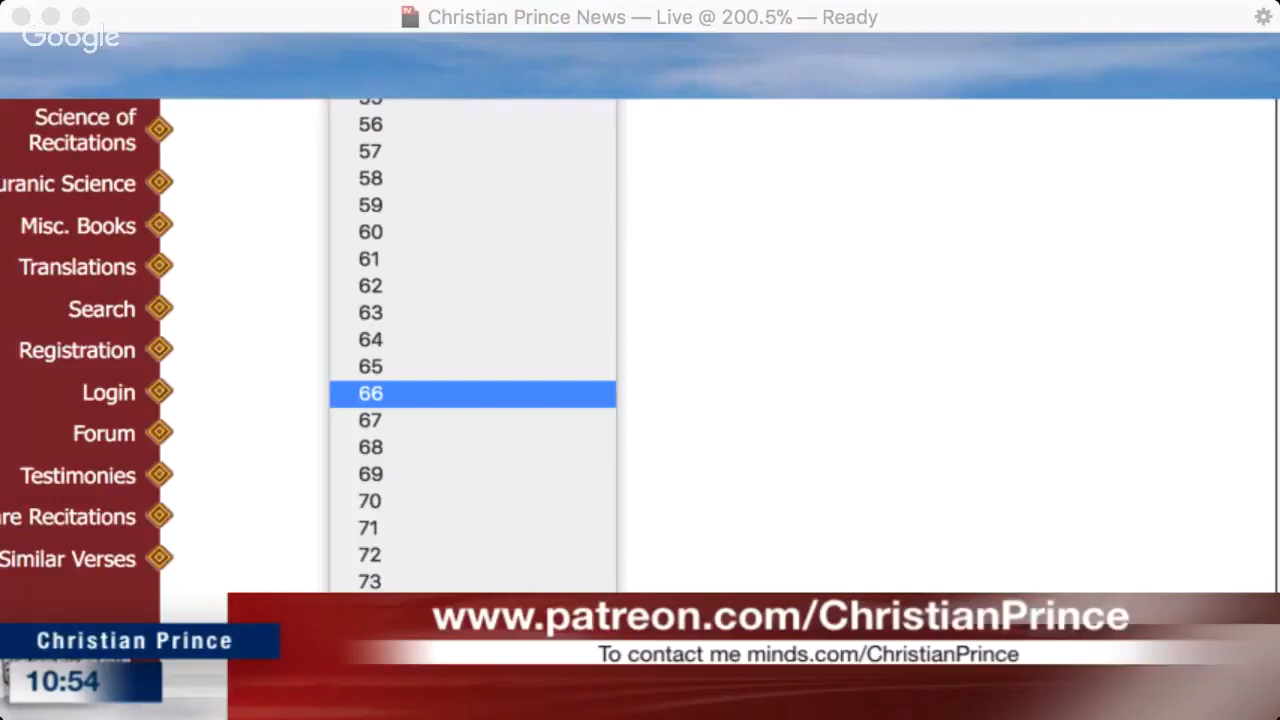 Christian Prince News — Live @ 200.5% — Ready
Google
Science of
Recitations
uranic Science
Misc. Books
Translations
Search
Registration
Login
Forum
Testimonies
re Recitations
Similar Verses
56
57
58
59
60
61
62
63
64
65
66
67
68
69
70
71
72
73
www.patreon.com/ChristianPrince
To contact me minds.com/ChristianPrince
Christian Prince
10:54